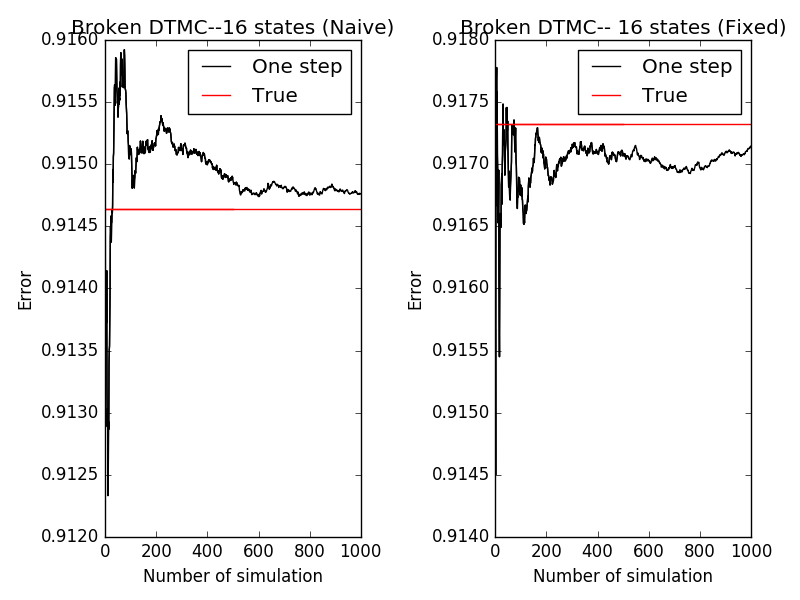 Broken DTMC--16 states (Naive)
0.9160
0.9155
0.9150
0.9145
0.9140
0.9135
0.9130
0.9125
0.9120
Error
One step
True
0 200 400 600 800 1000
Number of simulation
Broken DTMC-- 16 states (Fixed)
0.9180
0.9175
0.9170
0.9165
0.9160
0.9155
0.9150
0.9145
0.9140
Error
One step
True
0 200 400 600 800 1000
Number of simulation